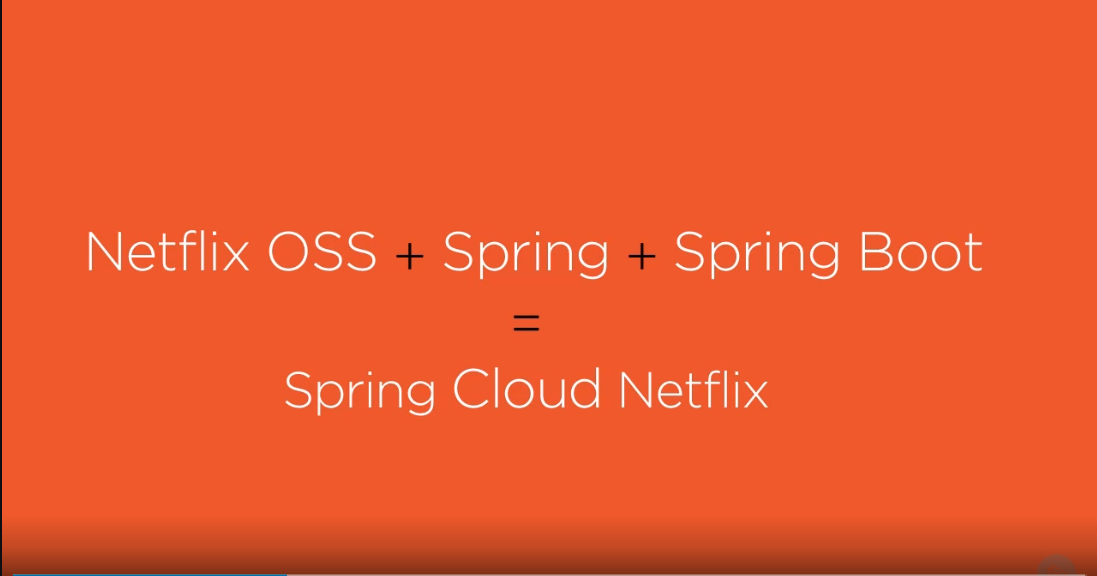 Netflix OSS + Spring + Spring Boot
=
Spring Cloud Netflix